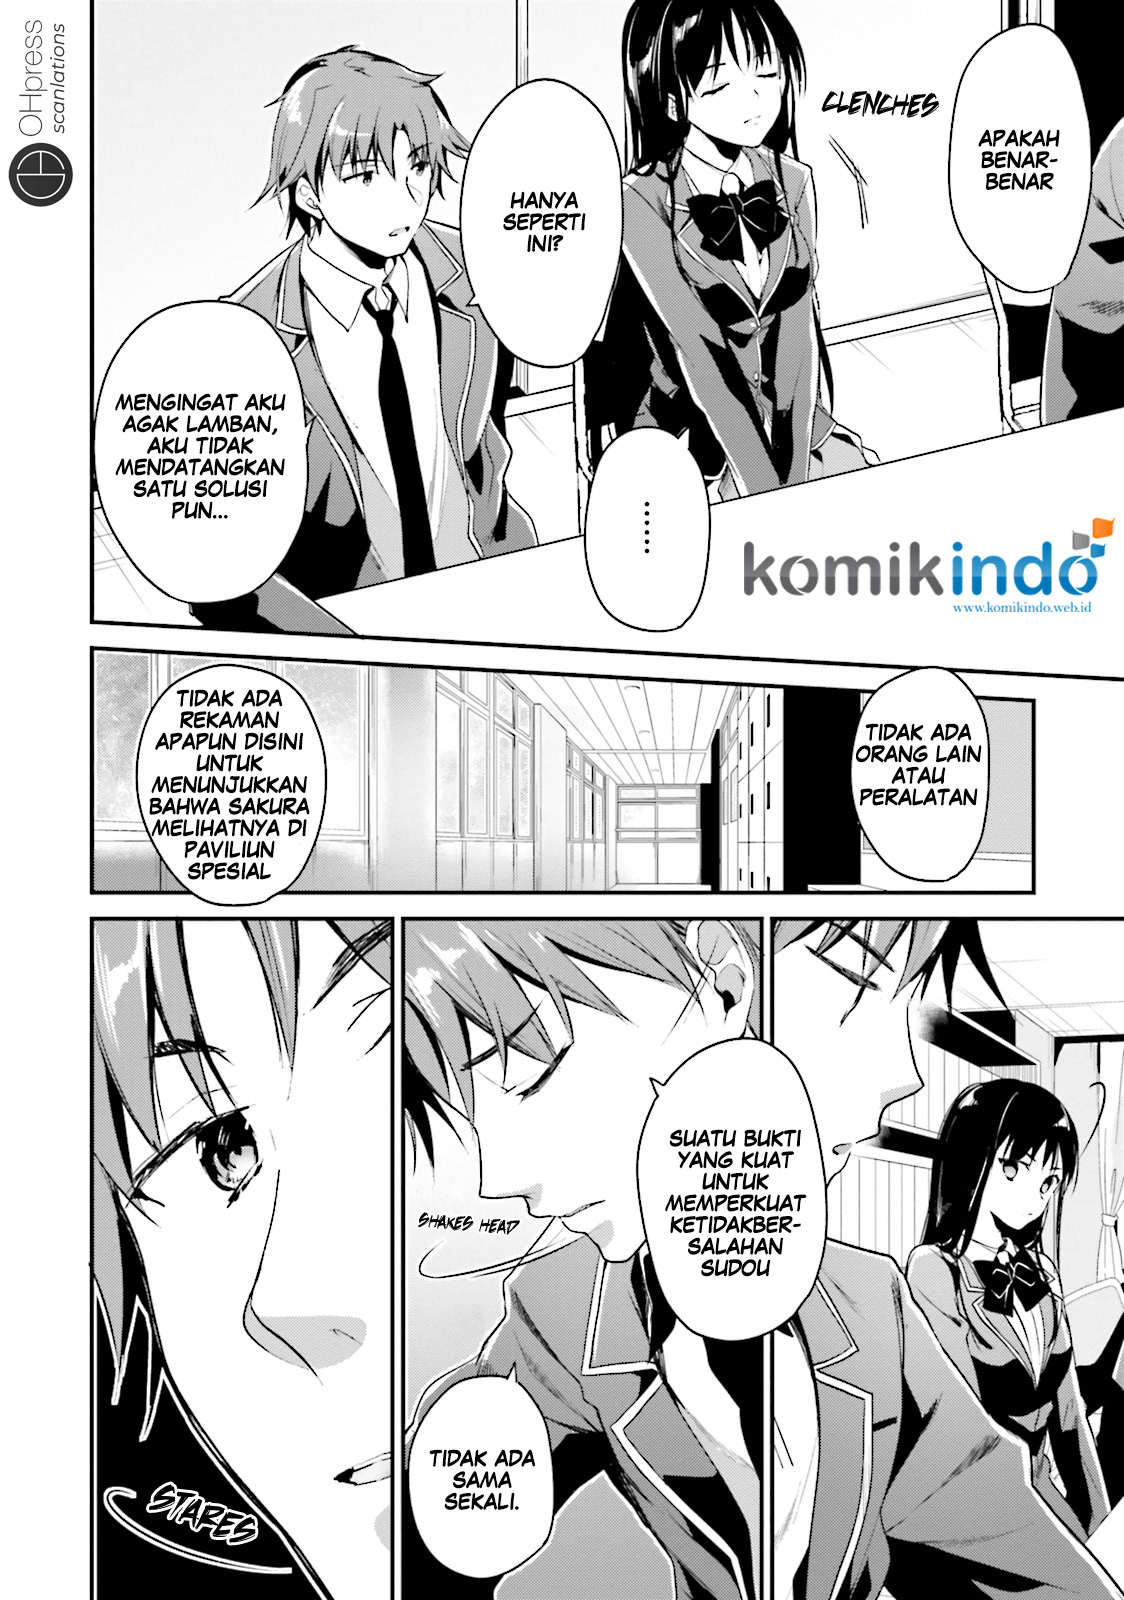 OHpress
scanlations
APAKAH
BENAR-
BENAR
CLENCHES
HANYA
SEPERTI
INI?
MENGINGAT AKU
AGAK LAMBAN,
AKU TIDAK
MENDATANGKAN
SATU SOLUSI
PUN...
......
komikindo
www.komikindo.web.id
TIDAK ADA
ORANG LAIN
ATAU
PERALATAN
TIDAK ADA
REKAMAN
APAPUN DISINI
UNTUK
MENUNJUKKAN
BAHWA SAKURA
MELIHATNYA DI
PAVILIUN
SPESIAL
SUATU BUKTI
YANG KUAT
UNTUK
MEMPERKUAT
KETIDAKBER-
SALAHAN
SUDOU
SHAKES HEAD
TIDAK ADA
SAMA
SEKALI.
STARES